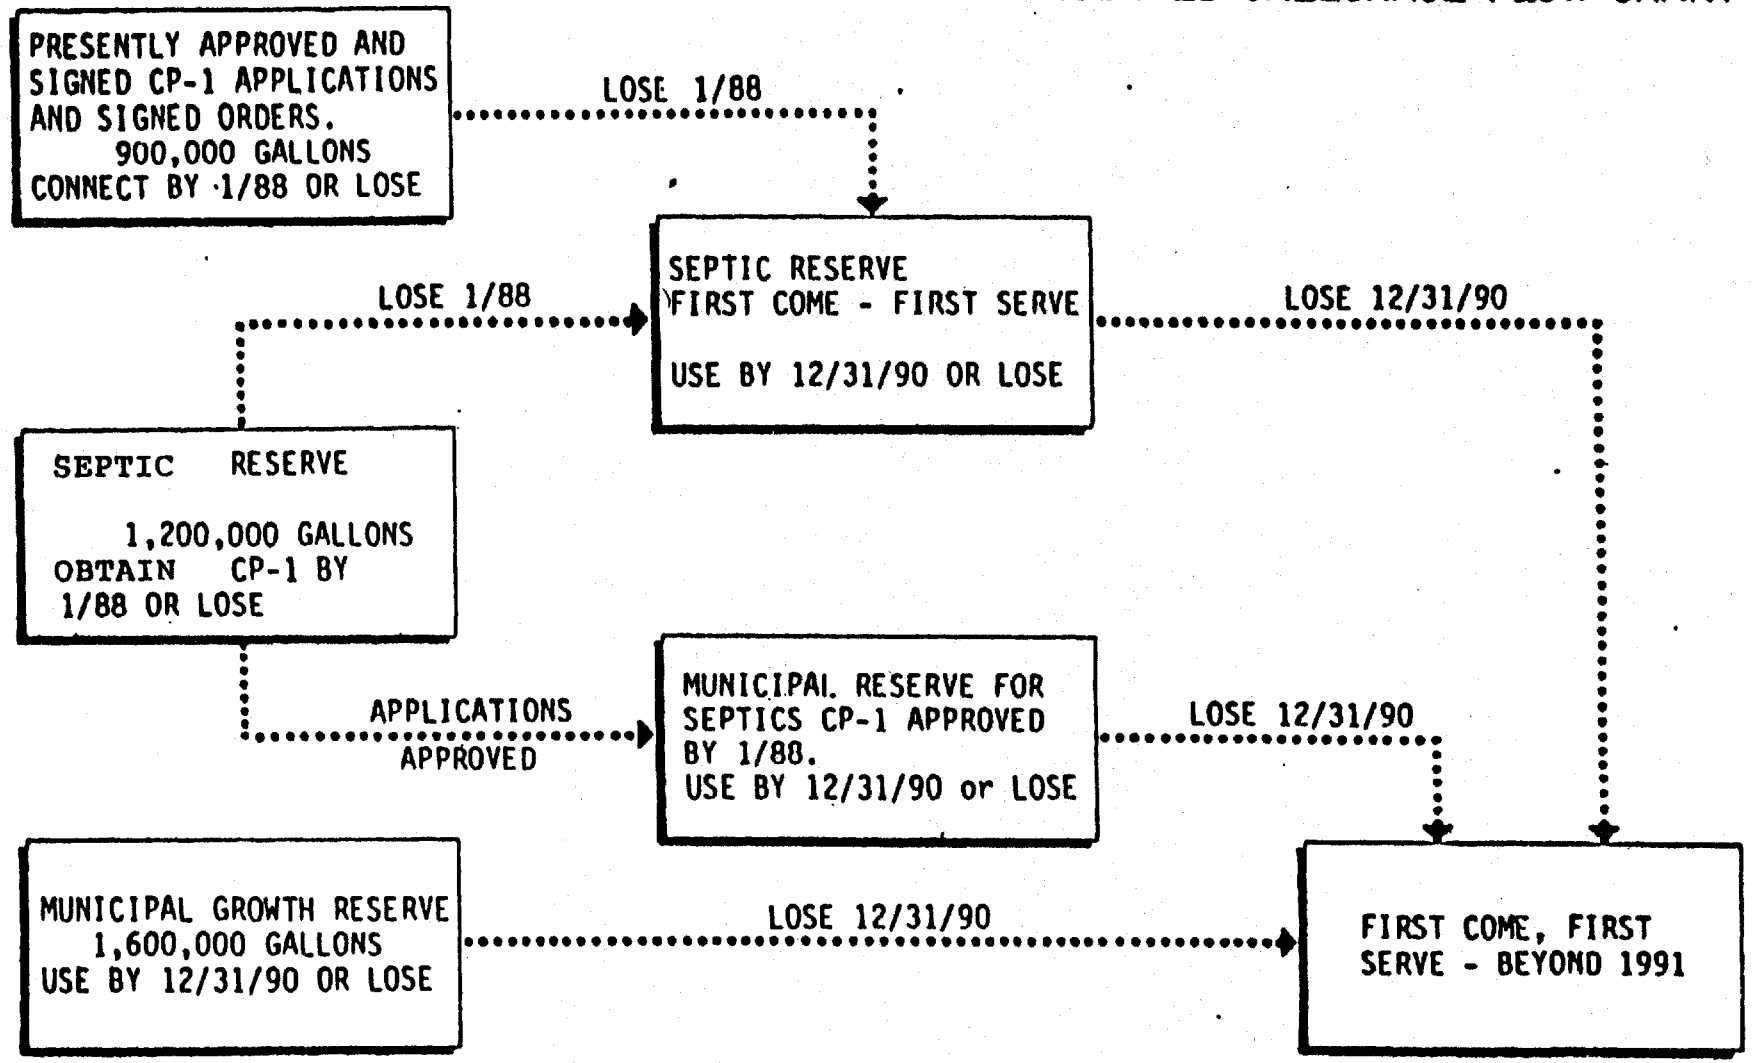 PRESENTLY APPROVED AND
SIGNED CP-1 APPLICATIONS
AND SIGNED ORDERS.
900,000 GALLONS
CONNECT BY 1/88 OR LOSE
LOSE 1/88
SEPTIC RESERVE
FIRST COME - FIRST SERVE
USE BY 12/31/90 OR LOSE
LOSE 1/88
LOSE 12/31/90
SEPTIC RESERVE
1,200,000 GALLONS
OBTAIN CP-1 BY
1/88 OR LOSE
APPLICATIONS
APPROVED
MUNICIPAL RESERVE FOR
SEPTICS CP-1 APPROVED
BY 1/88.
USE BY 12/31/90 or LOSE
LOSE 12/31/90
MUNICIPAL GROWTH RESERVE
1,600,000 GALLONS
USE BY 12/31/90 OR LOSE
LOSE 12/31/90
FIRST COME, FIRST
SERVE - BEYOND 1991